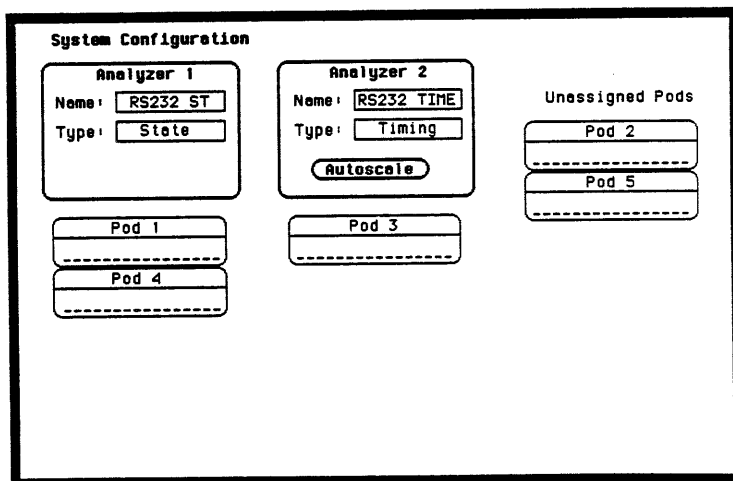 System Configuration
Analyzer 1
Name: RS232 ST
Type: State
Analyzer 2
Name: RS232 TIME
Type: Timing
Autoscale
Unassigned Pods
Pod 2
Pod 5
Pod 1
Pod 4
Pod 3